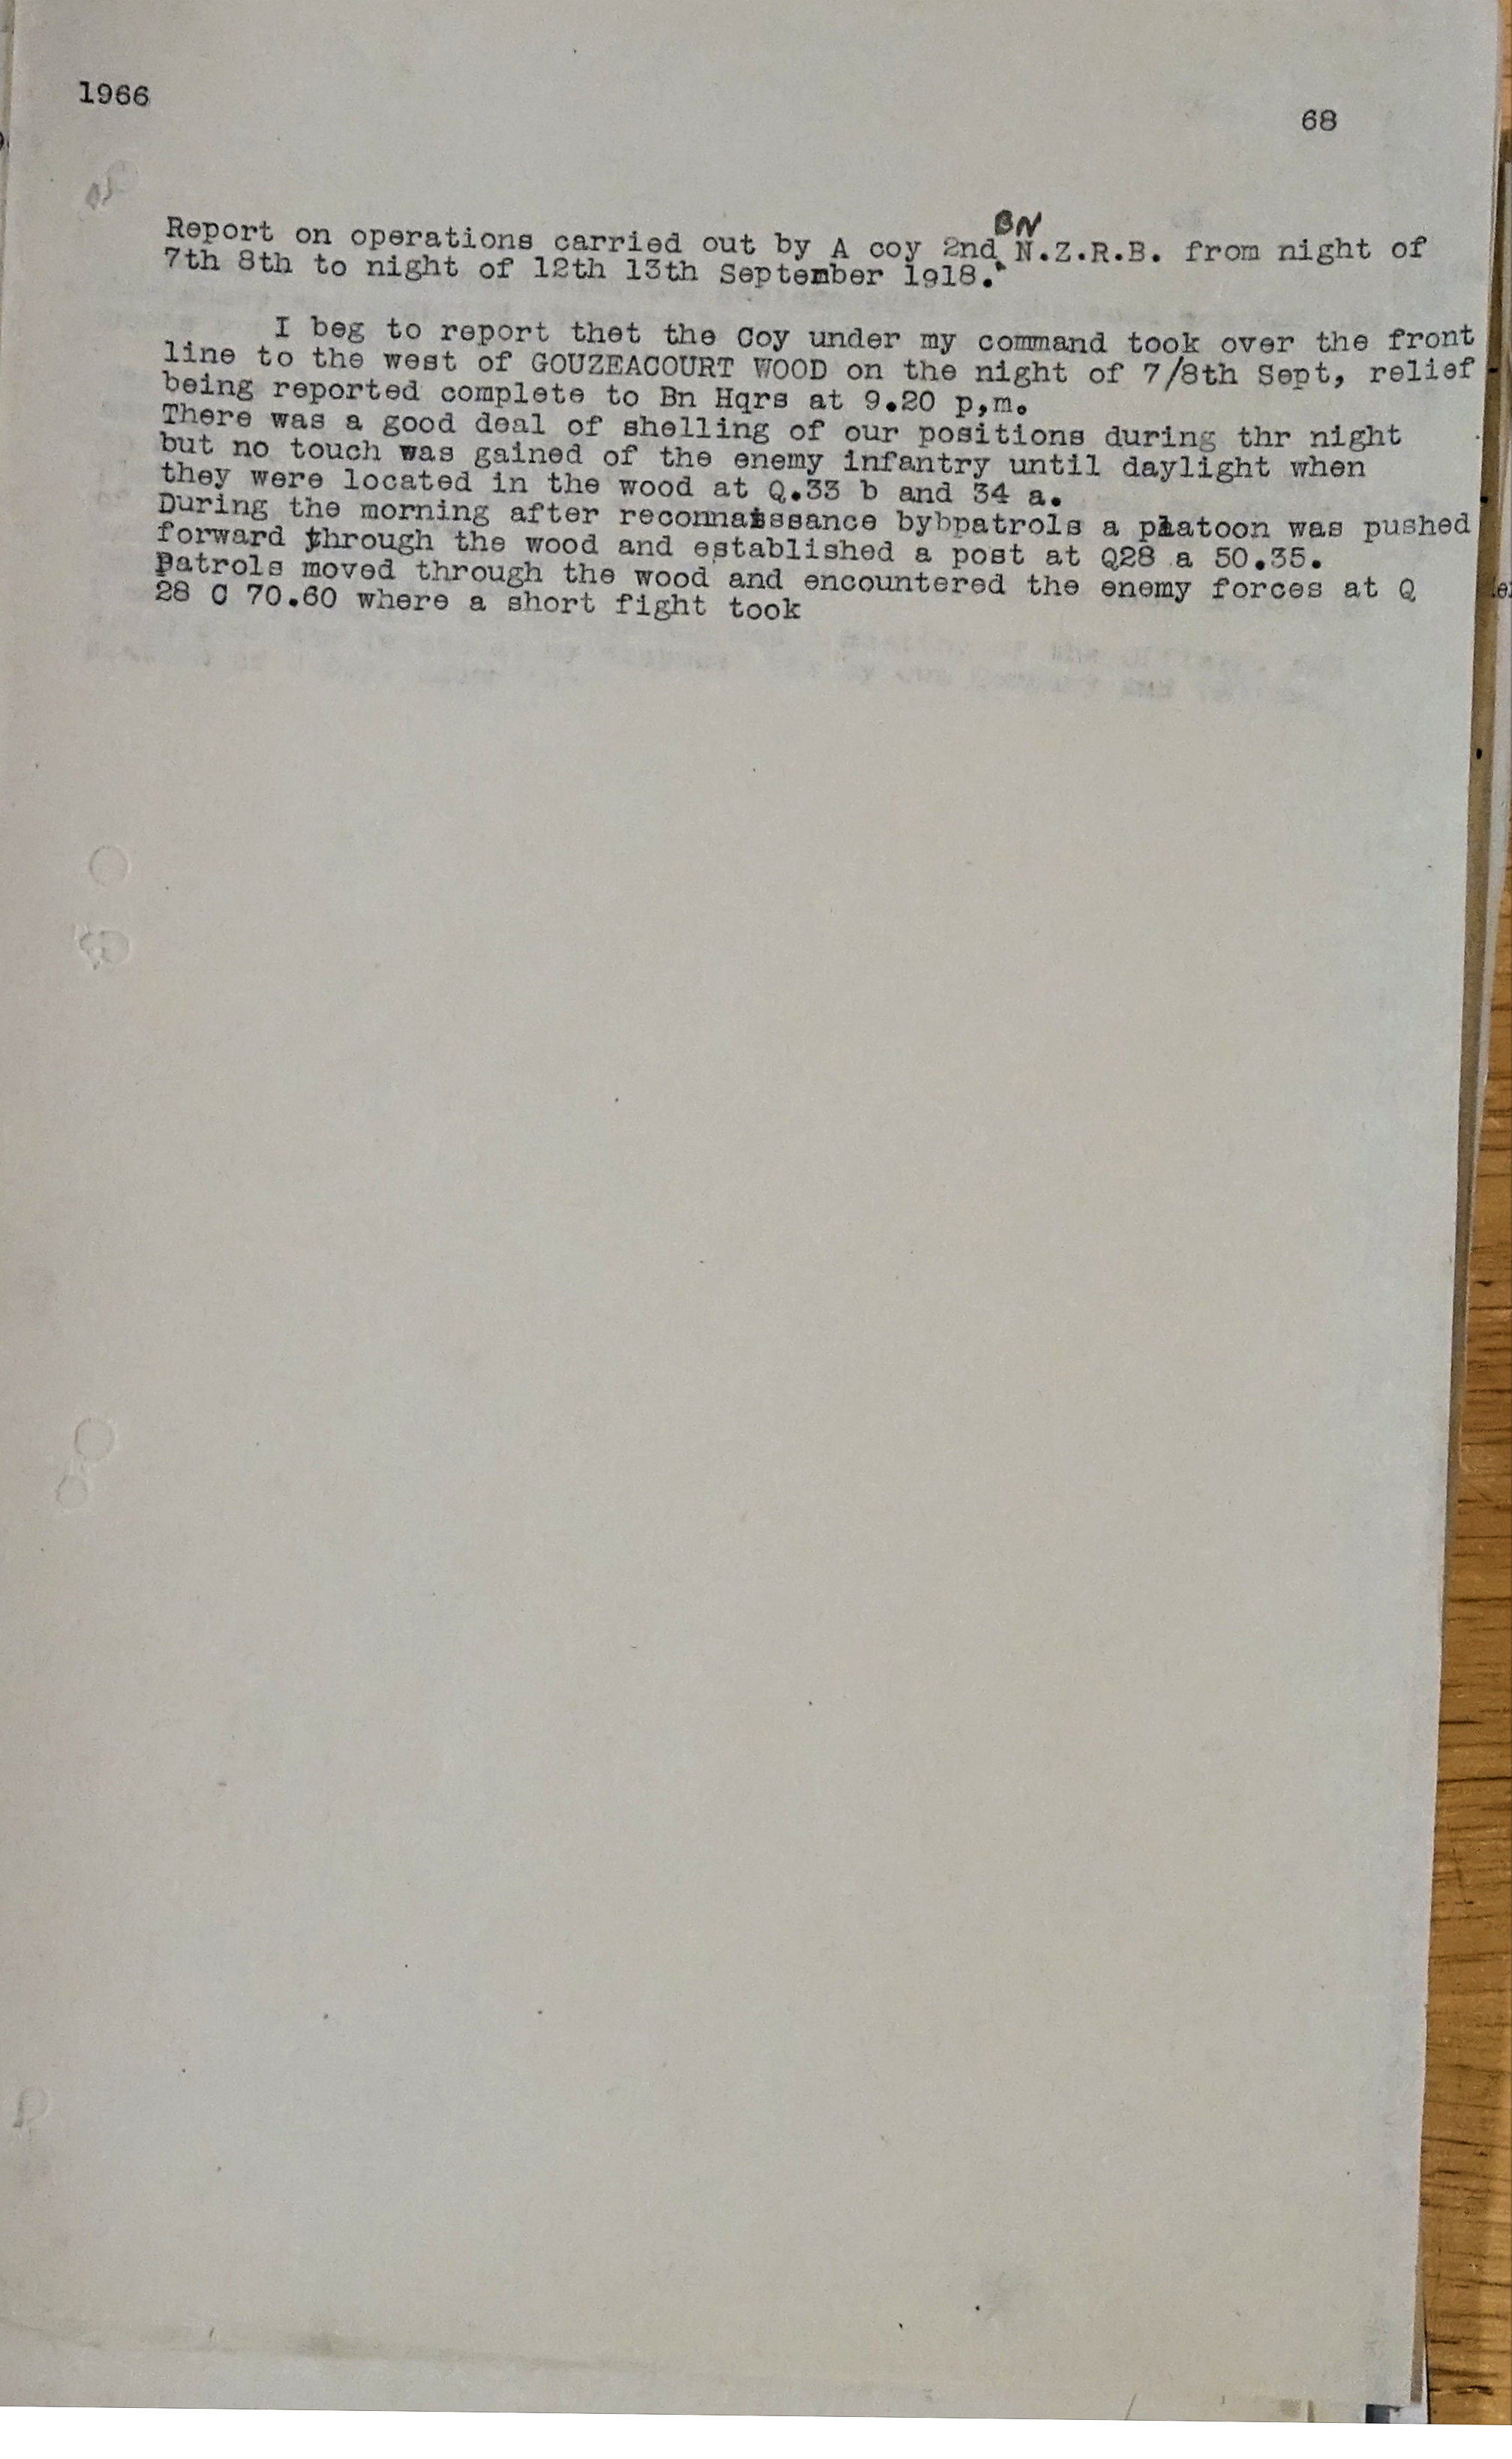 1966
68
BN
Report on operations carried out by A coy 2nd N.Z.R.B. from night of
7th 8th to night of 12th 13th September 1918.
I beg to report thet the Coy under my command took over the front
line to the west of GOUZEACOURT WOOD on the night of 7/8th Sept, relief
being reported complete to Bn Hqrs at 9.20 p,m.
There was a good deal of shelling of our positions during thr night
but no touch was gained of the enemy infantry until daylight when
they were located in the wood at Q.33 b and 34 a.
During the morning after reconnaissance bybpatrols a platoon was pushed
forward through the wood and established a post at Q28 a 50.35.
Patrols moved through the wood and encountered the enemy forces at Q
28 C 70.60 where a short fight took